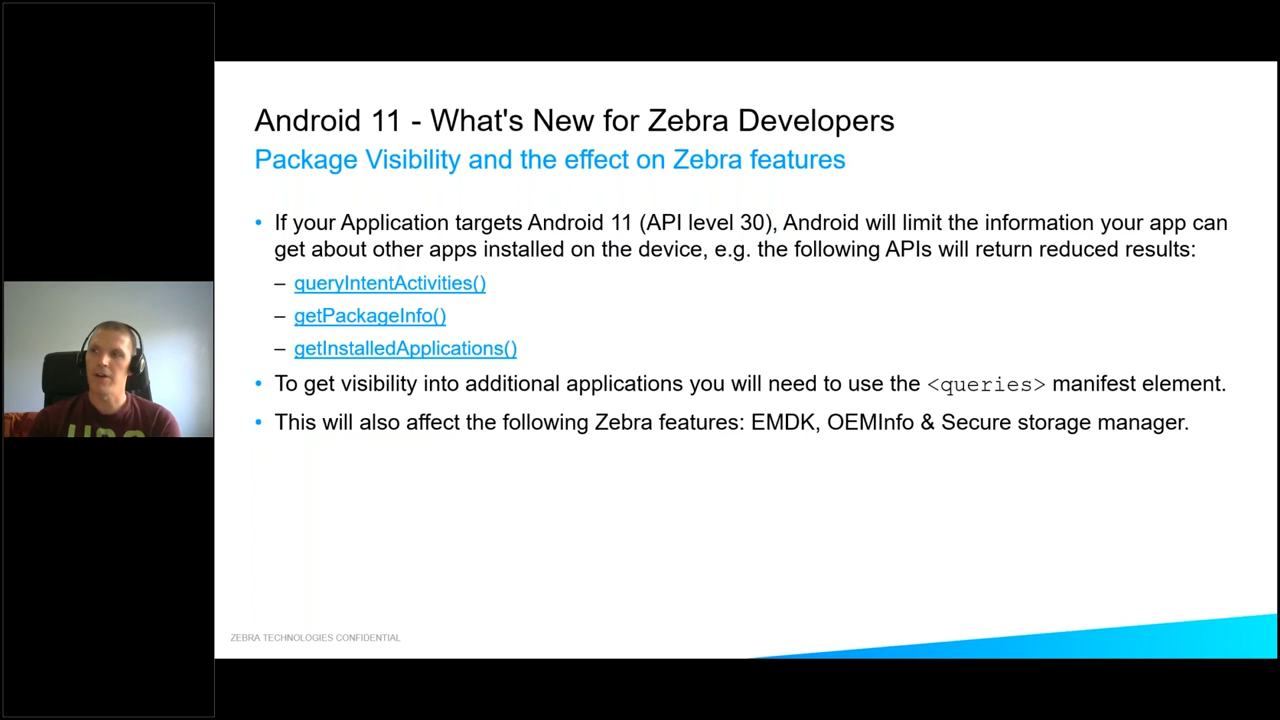 Android 11 - What's New for Zebra Developers
Package Visibility and the effect on Zebra features
• If your Application targets Android 11 (API level 30), Android will limit the information your app can
get about other apps installed on the device, e.g. the following APIs will return reduced results:
– queryIntentActivities()
– getPackageInfo()
– getInstalledApplications()
• To get visibility into additional applications you will need to use the <queries> manifest element.
• This will also affect the following Zebra features: EMDK, OEMInfo & Secure storage manager.
ZEBRA TECHNOLOGIES CONFIDENTIAL